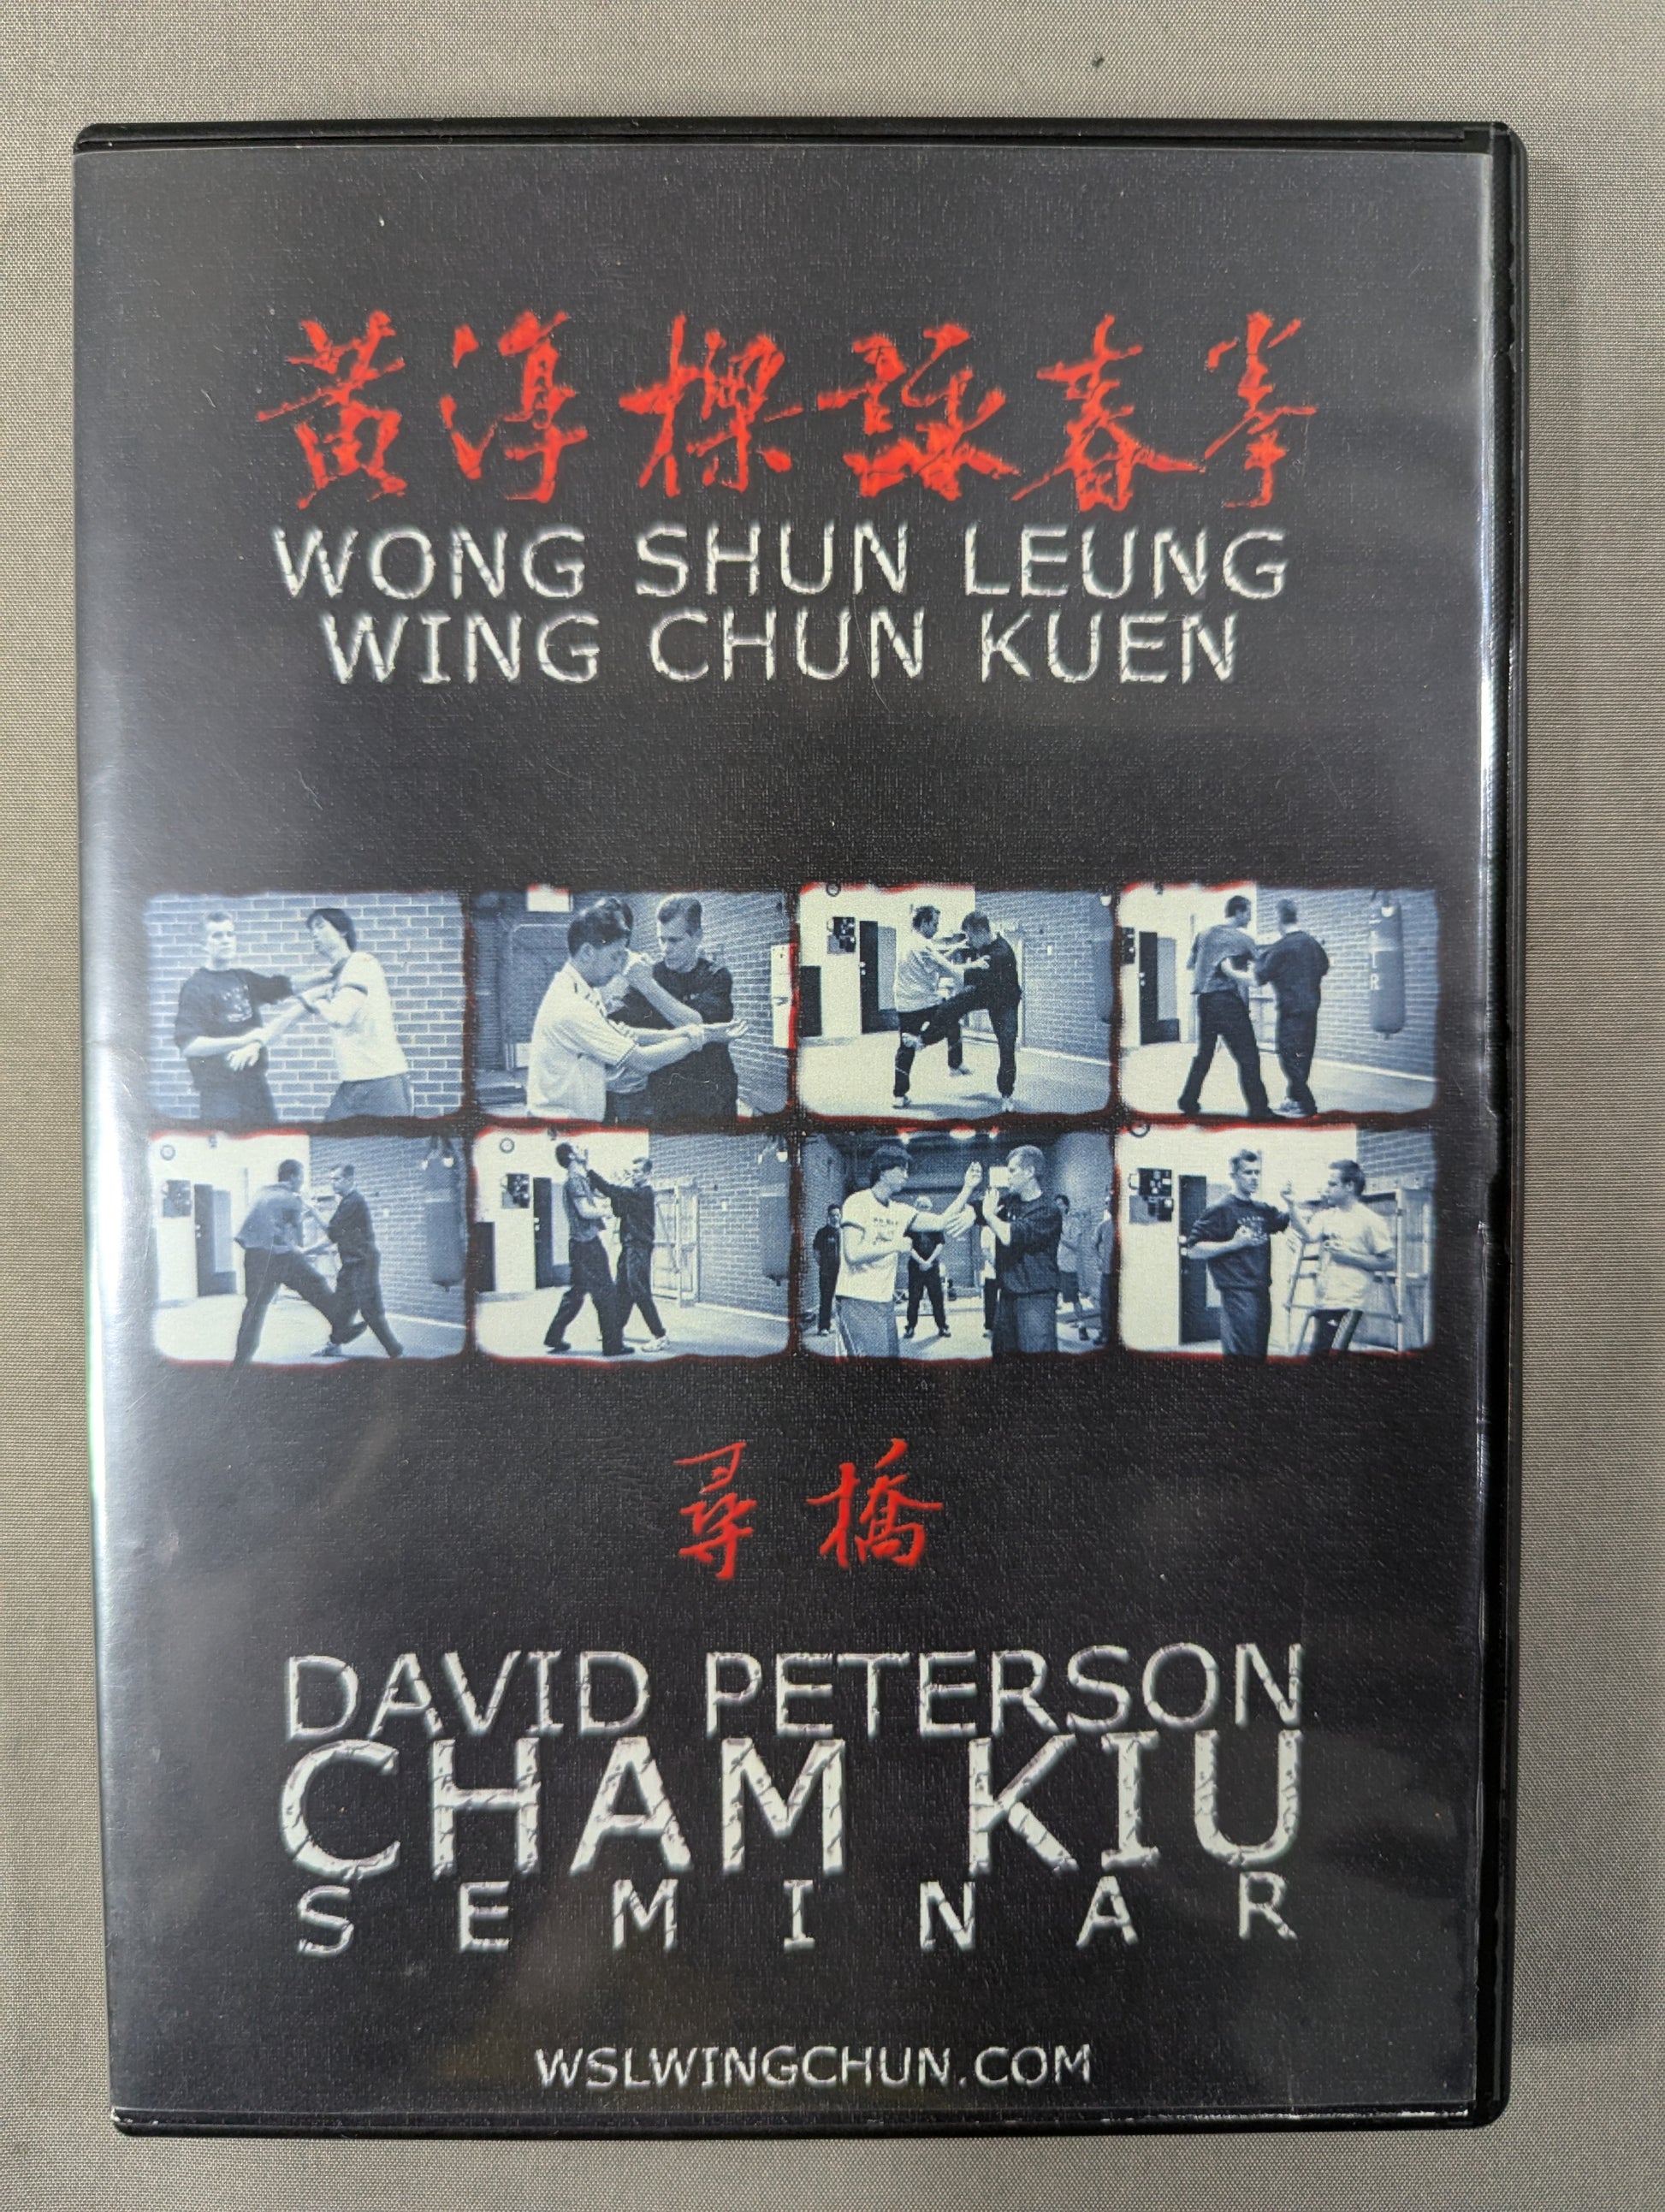 黃淳樑詠春拳
WONG SHUN LEUNG
WING CHUN KUEN
尋橋
DAVID PETERSON
CHAM KIU
SEMINAR
WSLWINGCHUN.COM